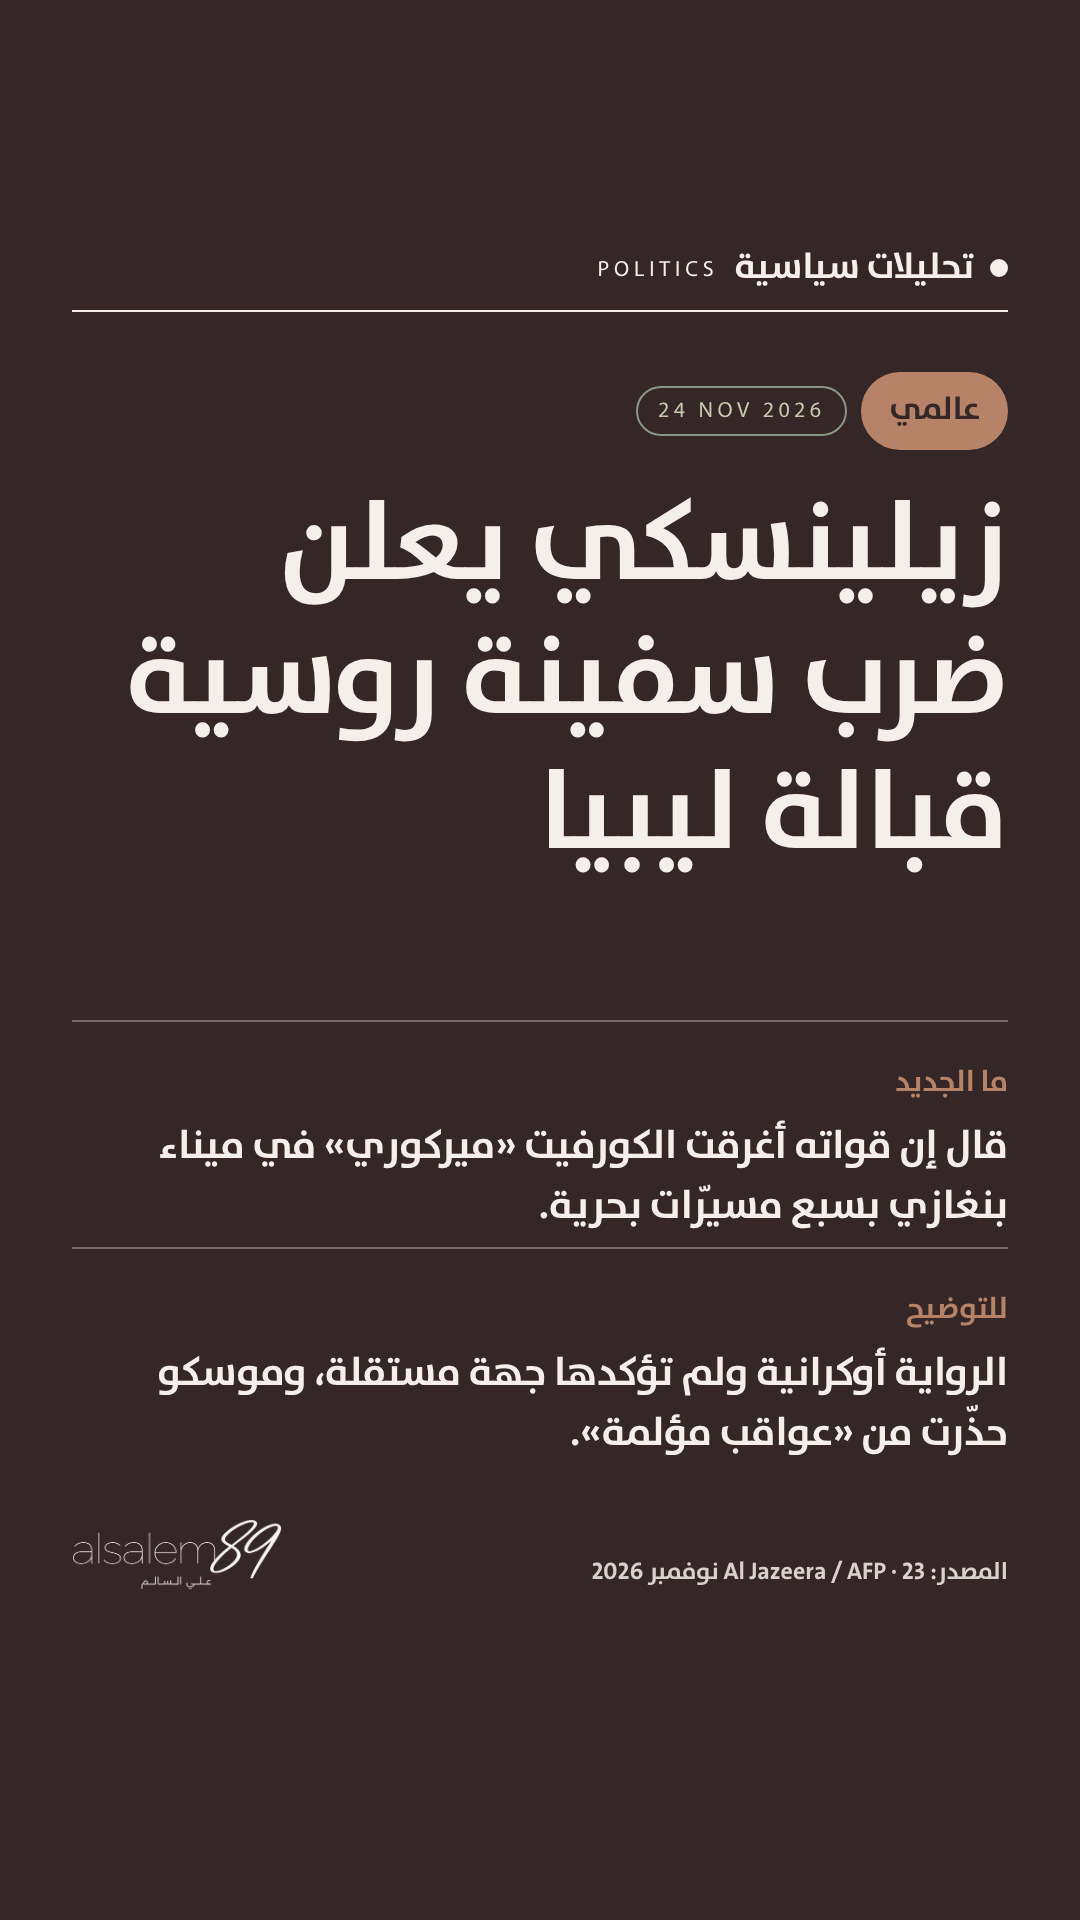 تحليلات سياسية POLITICS
عالمي 24 NOV 2026
زيلينسكي يعلن
ضرب سفينة روسية
قبالة ليبيا
ما الجديد
قال إن قواته أغرقت الكورفيت «ميركوري» في ميناء
بنغازي بسبع مسيّرات بحرية.
للتوضيح
الرواية أوكرانية ولم تؤكدها جهة مستقلة، وموسكو
حذّرت من «عواقب مؤلمة».
المصدر: Al Jazeera / AFP · 23 نوفمبر 2026
alsalem89
علي السالم